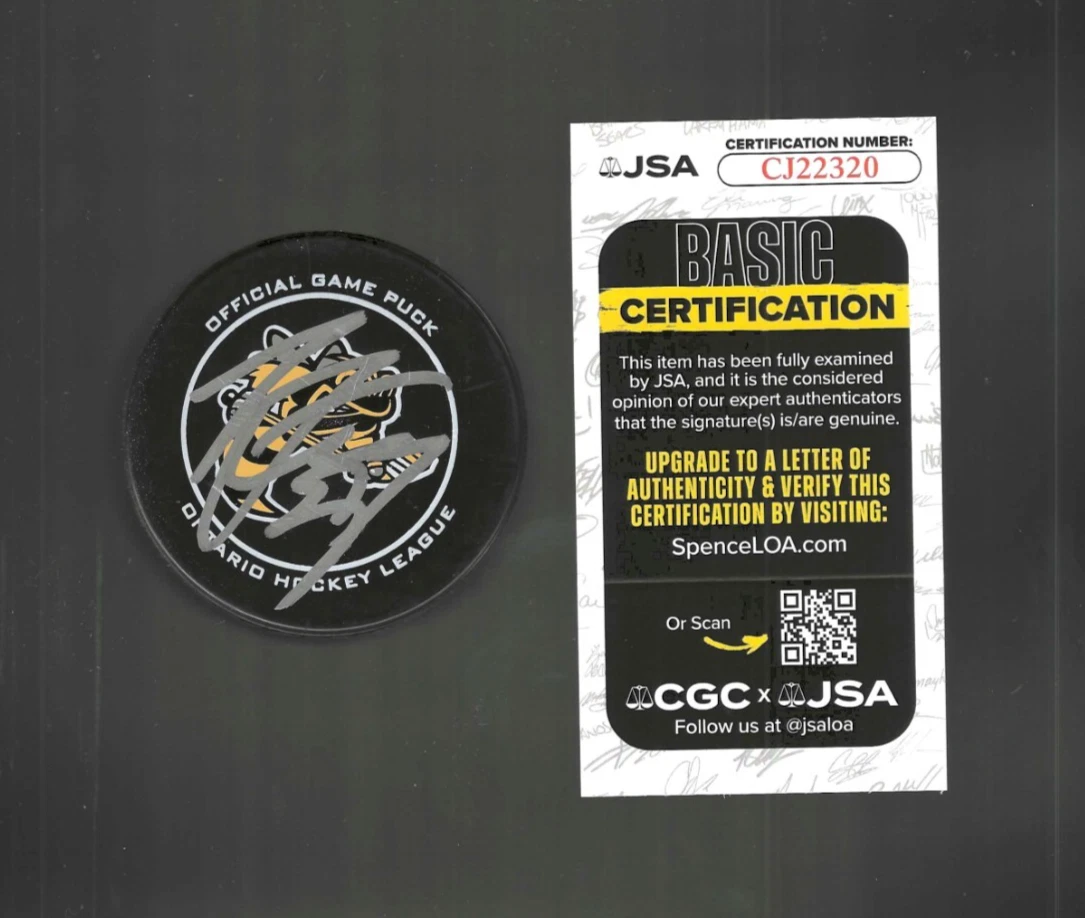 OFFICIAL GAME PUCK
ONTARIO HOCKEY LEAGUE
JSA
CERTIFICATION NUMBER:
CJ22320
BASIC
CERTIFICATION
This item has been fully examined
by JSA, and it is the considered
opinion of our expert authenticators
that the signature(s) is/are genuine.
UPGRADE TO A LETTER OF
AUTHENTICITY & VERIFY THIS
CERTIFICATION BY VISITING:
SpenceLOA.com
Or Scan
CGC x JSA
Follow us at @jsaloa